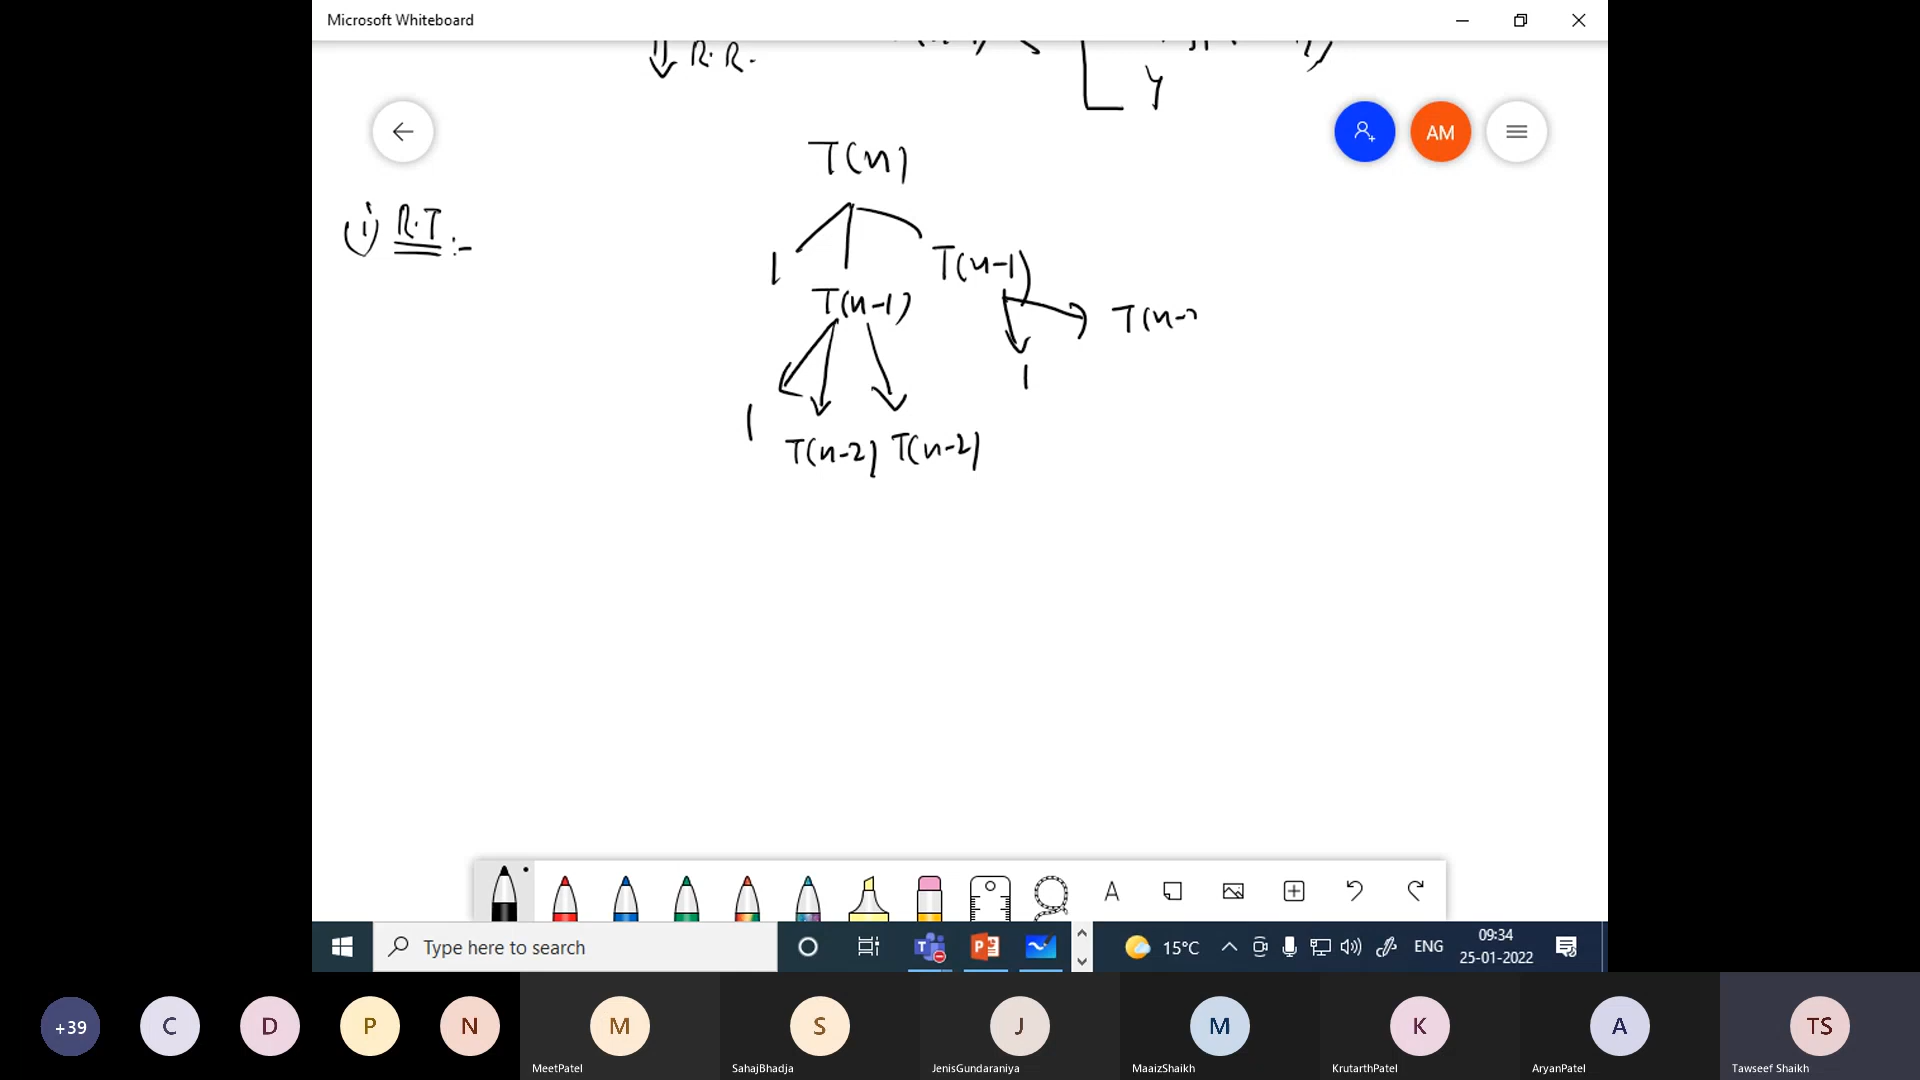 Microsoft Whiteboard
R.R.
Y
AM
T(n)
(i) R.T :-
1 T(n-1) T(n-1)
T(n-
1
1 T(n-2) T(n-2)
A
Type here to search
15°C
ENG
09:34
25-01-2022
+39
C
D
P
N
M
S
J
M
K
A
TS
MeetPatel
SahajBhadja
JenisGundaraniya
MaaizShaikh
KrutarthPatel
AryanPatel
Tawseef Shaikh